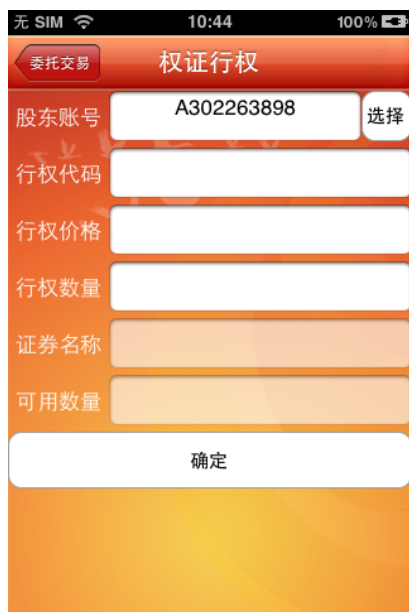 无 SIM 10:44 100%
委托交易 权证行权
股东账号 A302263898 选择
行权代码
行权价格
行权数量
证券名称
可用数量
确定